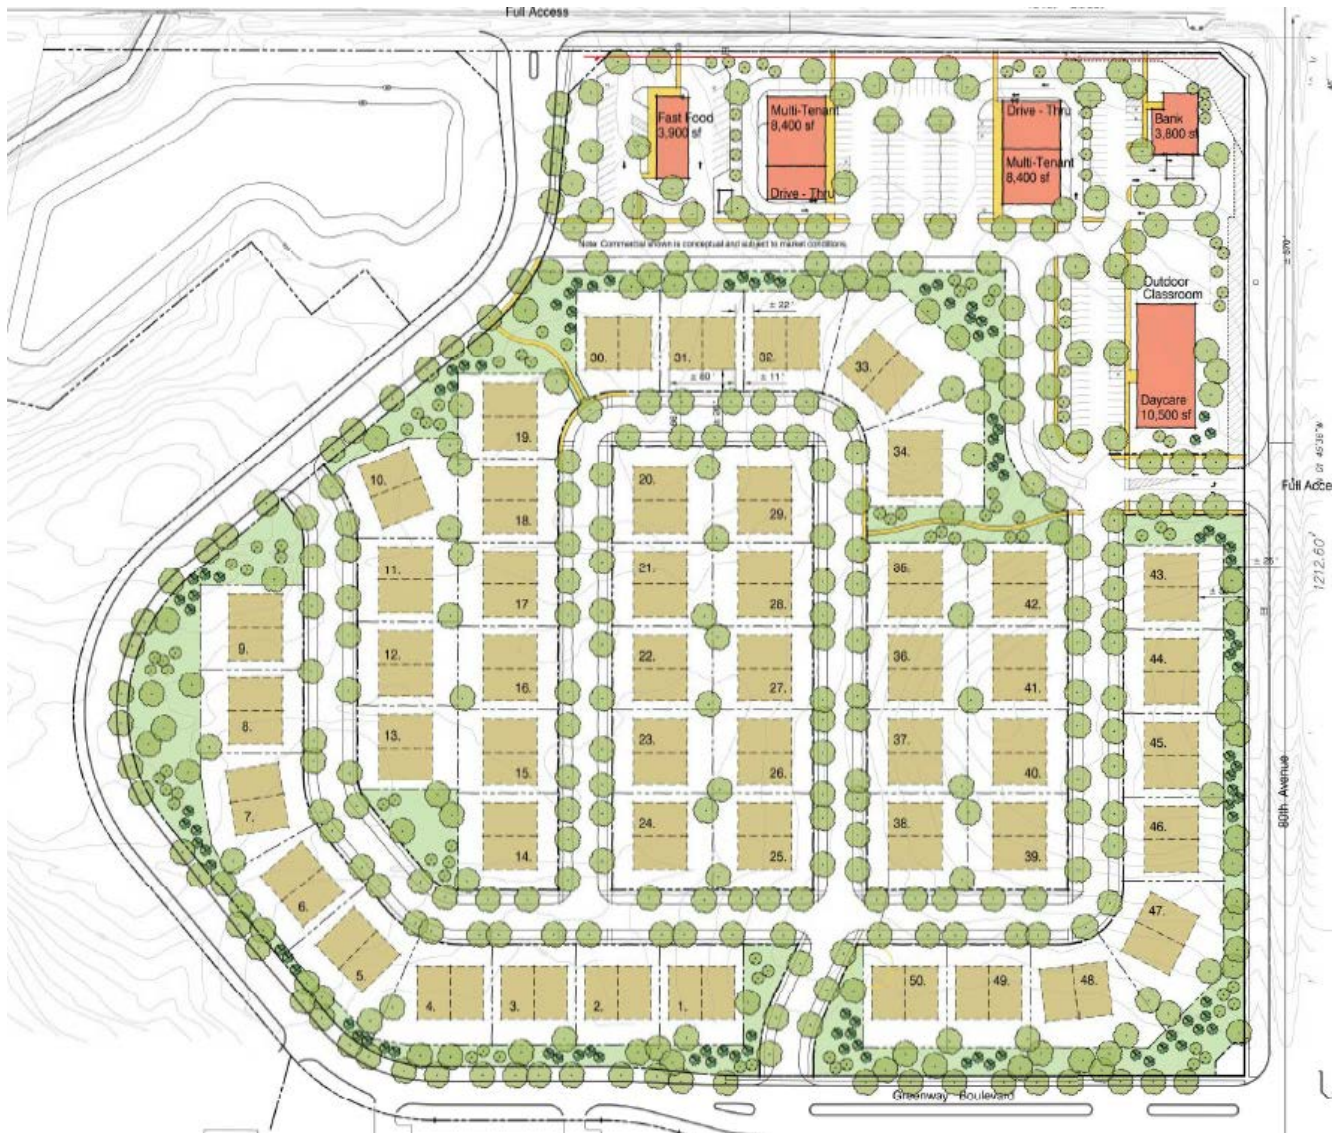 Full Access
Fast Food
3,900 sf
Multi-Tenant
8,400 sf
Drive - Thru
Drive - Thru
Multi-Tenant
8,400 sf
Bank
3,800 sf
Note: Commercial shown is conceptual and subject to market conditions.
Outdoor
Classroom
Daycare
10,500 sf
± 570'
± 22'
30.
31.
32.
33.
± 60'
± 11'
19.
34.
10.
20.
29.
18.
Full Acce
11.
17
21.
28.
35.
42.
43.
1212.60'
± 25'
9.
12.
16.
22.
27.
36.
41.
44.
8.
13.
15.
23.
26.
37.
40.
45.
80th Avenue
7.
14.
24.
25.
38.
39.
46.
6.
47.
5.
4.
3.
2.
1.
50.
49.
48.
Greenway Boulevard